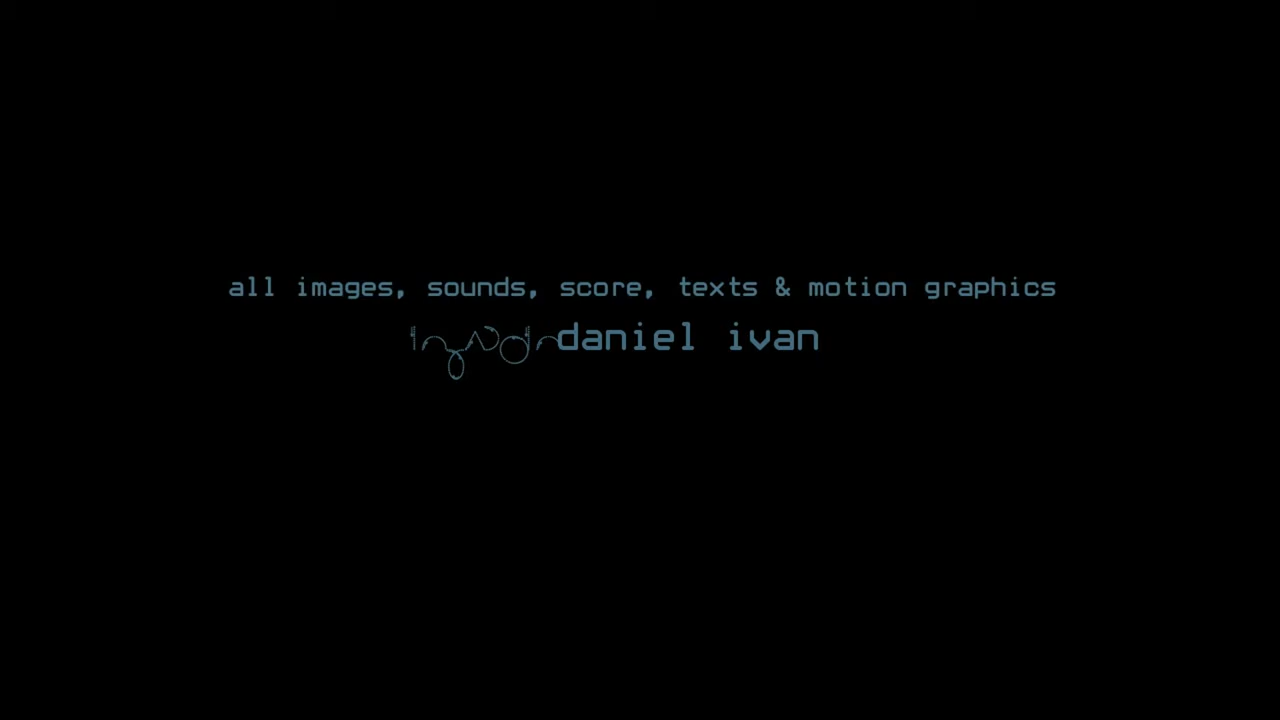 all images, sounds, score, texts & motion graphics
daniel ivan